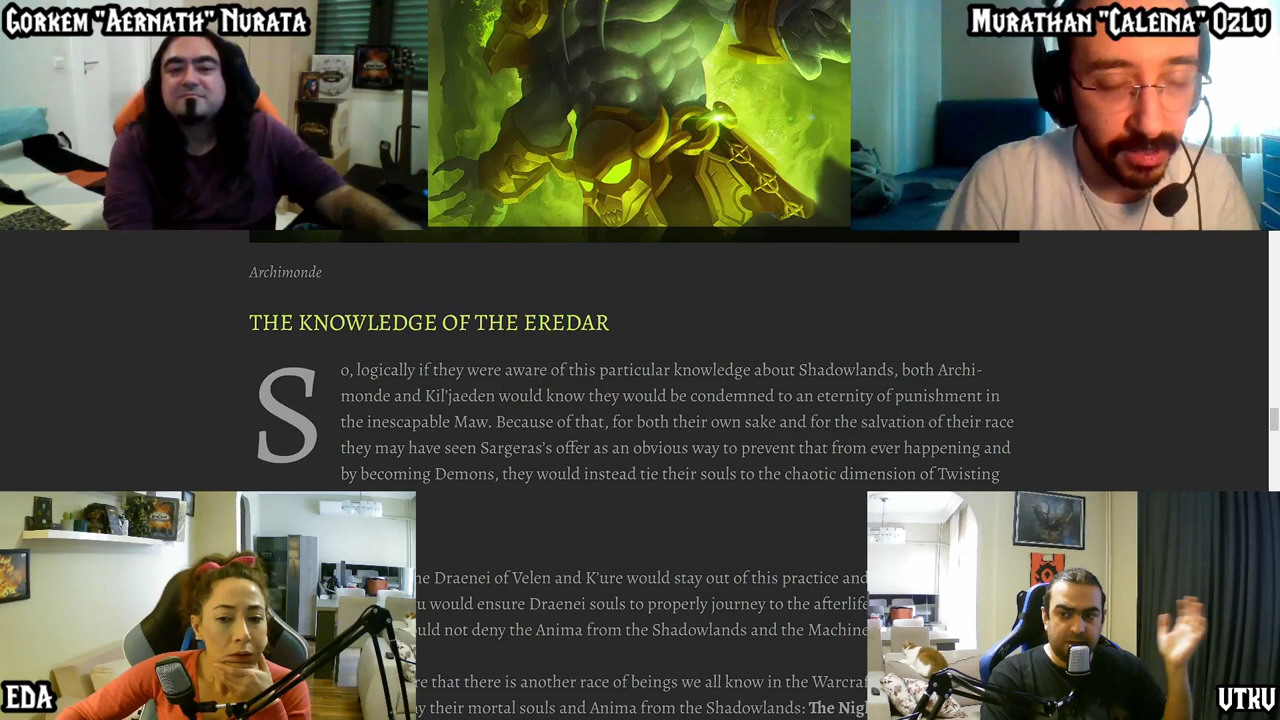 GORKEM "AERNATH" NURATA
MURATHAN "CALEINA" OZLU
Archimonde
THE KNOWLEDGE OF THE EREDAR
So, logically if they were aware of this particular knowledge about Shadowlands, both Archi-
monde and Kil'jaeden would know they would be condemned to an eternity of punishment in
the inescapable Maw. Because of that, for both their own sake and for the salvation of their race
they may have seen Sargeras's offer as an obvious way to prevent that from ever happening and
by becoming Demons, they would instead tie their souls to the chaotic dimension of Twisting
he Draenei of Velen and K'ure would stay out of this practice and
u would ensure Draenei souls to properly journey to the afterlife
uld not deny the Anima from the Shadowlands and the Machine
e that there is another race of beings we all know in the Warcraf
y their mortal souls and Anima from the Shadowlands: The Nig
EDA
UTKU